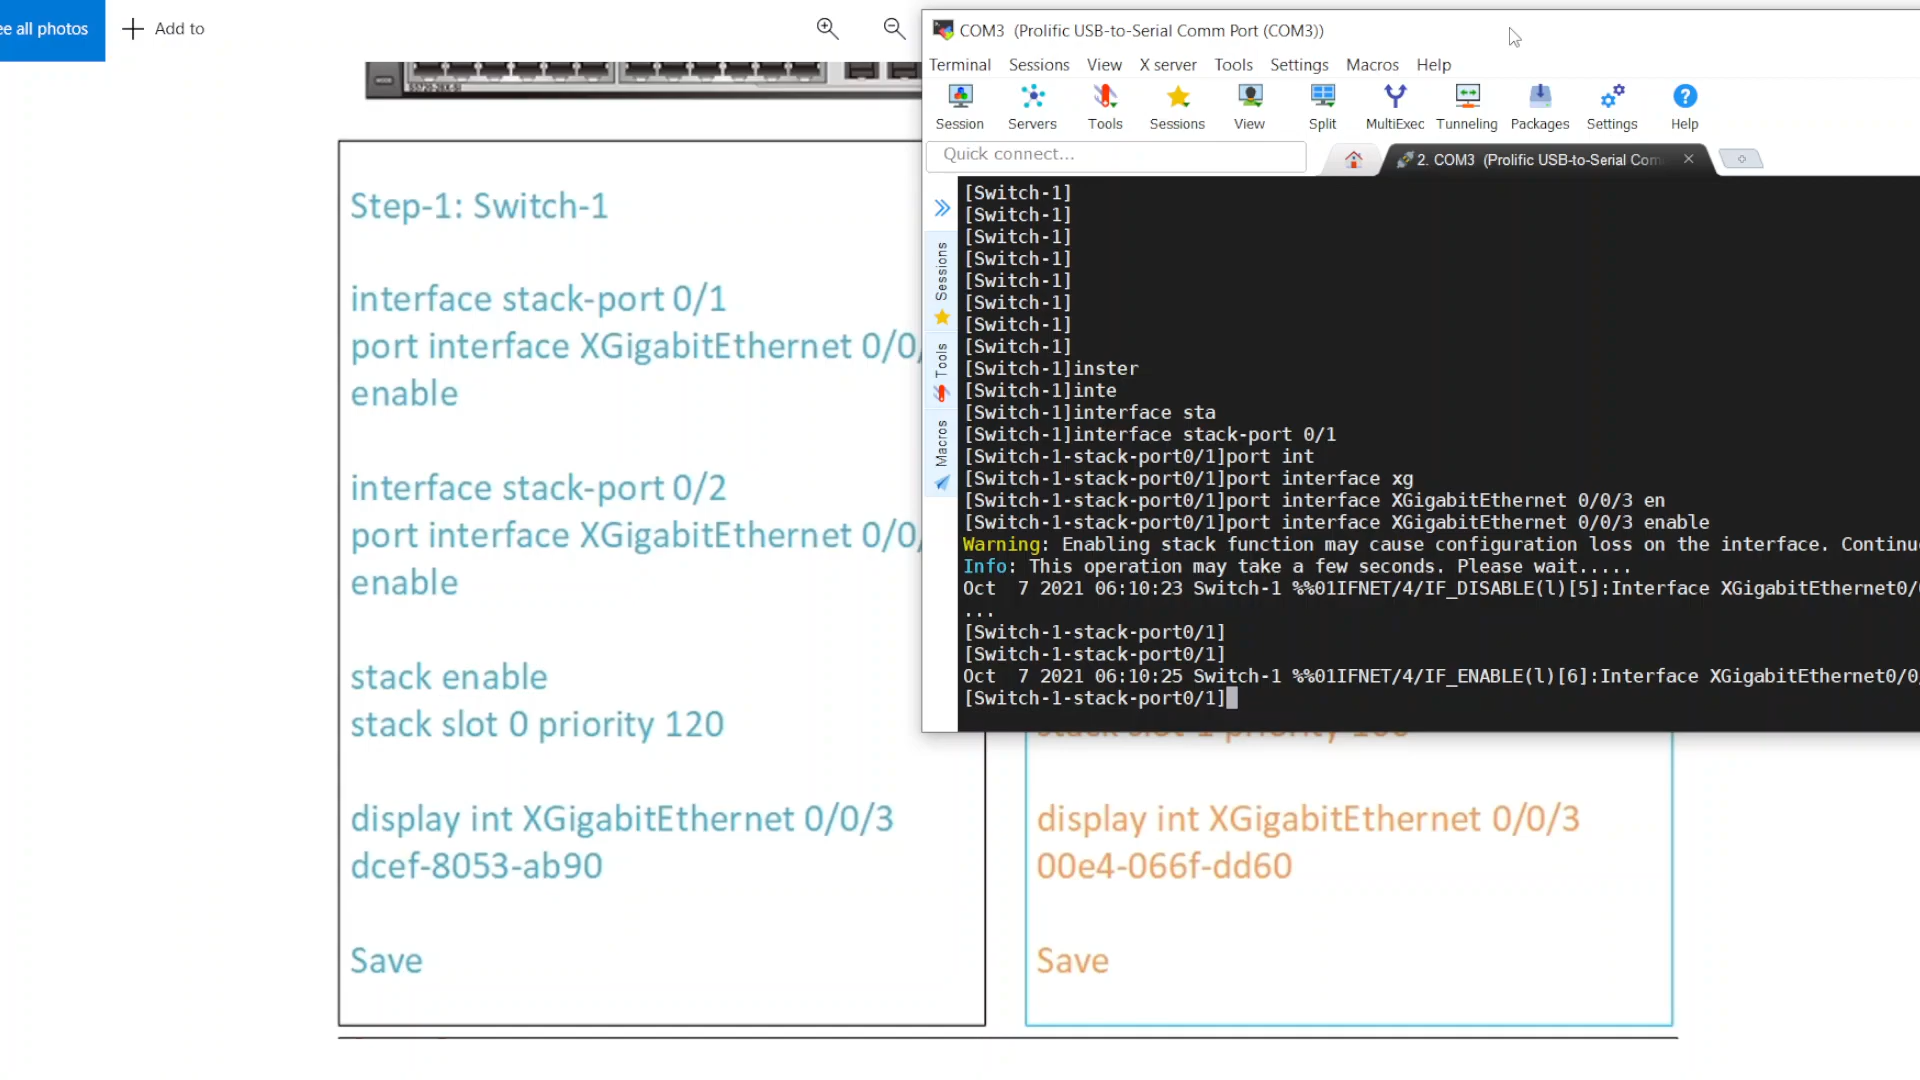 ee all photos
Add to
COM3 (Prolific USB-to-Serial Comm Port (COM3))
Terminal Sessions View X server Tools Settings Macros Help
Session Servers Tools Sessions View Split MultiExec Tunneling Packages Settings Help
Quick connect...
2. COM3 (Prolific USB-to-Serial Com
Sessions
Tools
Macros
[Switch-1]
[Switch-1]
[Switch-1]
[Switch-1]
[Switch-1]
[Switch-1]
[Switch-1]
[Switch-1]
[Switch-1]inster
[Switch-1]inte
[Switch-1]interface sta
[Switch-1]interface stack-port 0/1
[Switch-1-stack-port0/1]port int
[Switch-1-stack-port0/1]port interface xg
[Switch-1-stack-port0/1]port interface XGigabitEthernet 0/0/3 en
[Switch-1-stack-port0/1]port interface XGigabitEthernet 0/0/3 enable
Warning: Enabling stack function may cause configuration loss on the interface. Continu
Info: This operation may take a few seconds. Please wait.....
Oct  7 2021 06:10:23 Switch-1 %%01IFNET/4/IF_DISABLE(l)[5]:Interface XGigabitEthernet0/
...
[Switch-1-stack-port0/1]
[Switch-1-stack-port0/1]
Oct  7 2021 06:10:25 Switch-1 %%01IFNET/4/IF_ENABLE(l)[6]:Interface XGigabitEthernet0/0
[Switch-1-stack-port0/1]
Step-1: Switch-1
interface stack-port 0/1
port interface XGigabitEthernet 0/0/
enable
interface stack-port 0/2
port interface XGigabitEthernet 0/0/
enable
stack enable
stack slot 0 priority 120
display int XGigabitEthernet 0/0/3
dcef-8053-ab90
Save
display int XGigabitEthernet 0/0/3
00e4-066f-dd60
Save